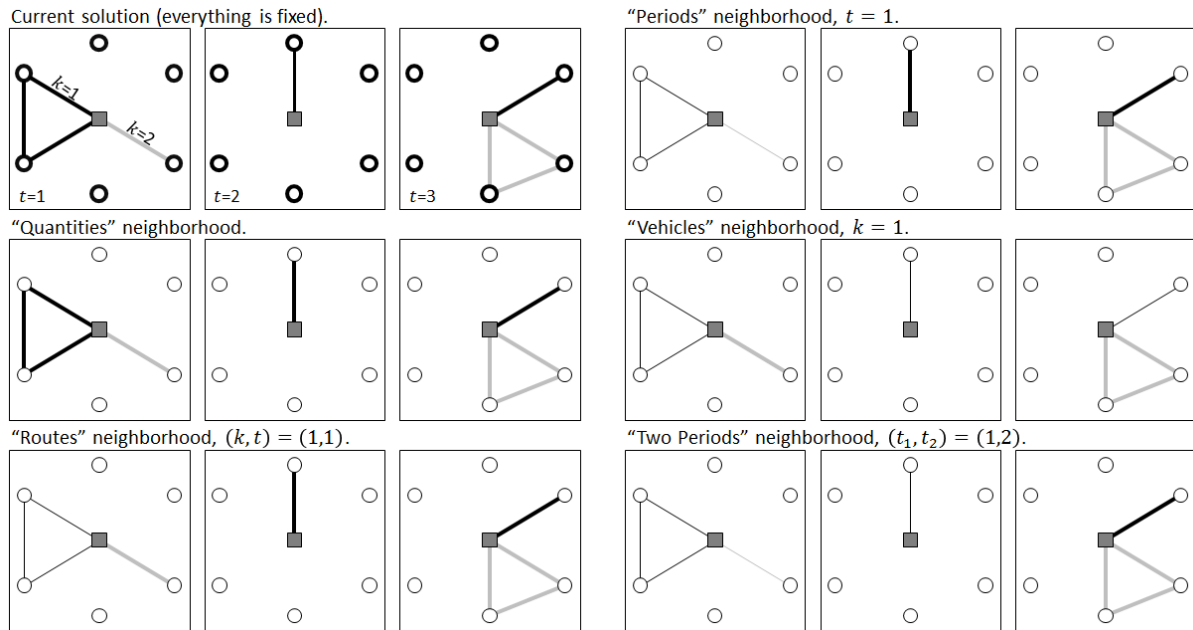 Current solution (everything is fixed).
k=1
k=2
t=1
t=2
t=3
“Quantities” neighborhood.
“Routes” neighborhood, (k, t) = (1,1).
“Periods” neighborhood, t = 1.
“Vehicles” neighborhood, k = 1.
“Two Periods” neighborhood, (t₁, t₂) = (1,2).